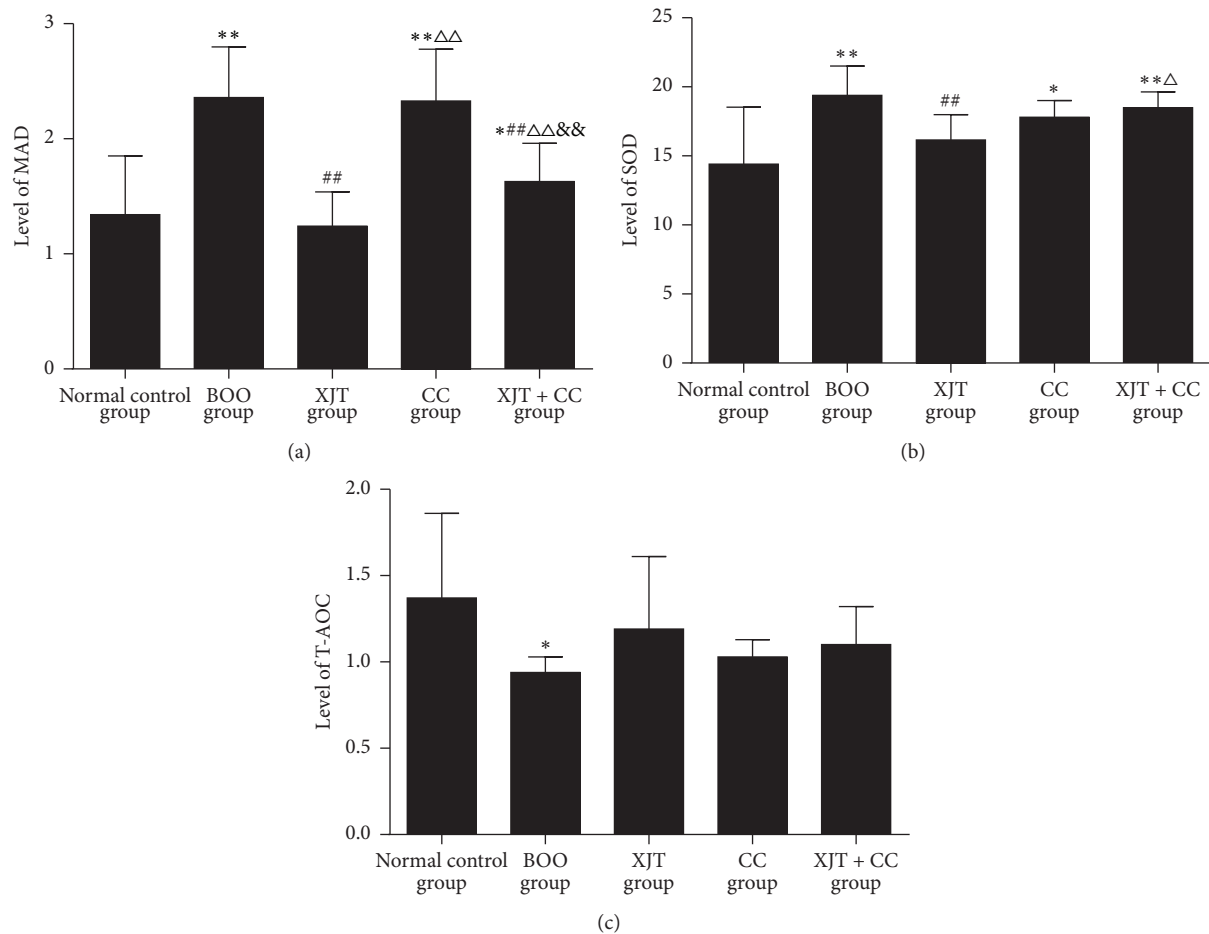 Level of MAD
3
2
1
0
**
##
**△△
*##△△&&
Normal control group
BOO group
XJT group
CC group
XJT + CC group
(a)
Level of SOD
25
20
15
10
5
0
**
##
*
**△
Normal control group
BOO group
XJT group
CC group
XJT + CC group
(b)
Level of T-AOC
2.0
1.5
1.0
0.5
0.0
*
Normal control group
BOO group
XJT group
CC group
XJT + CC group
(c)